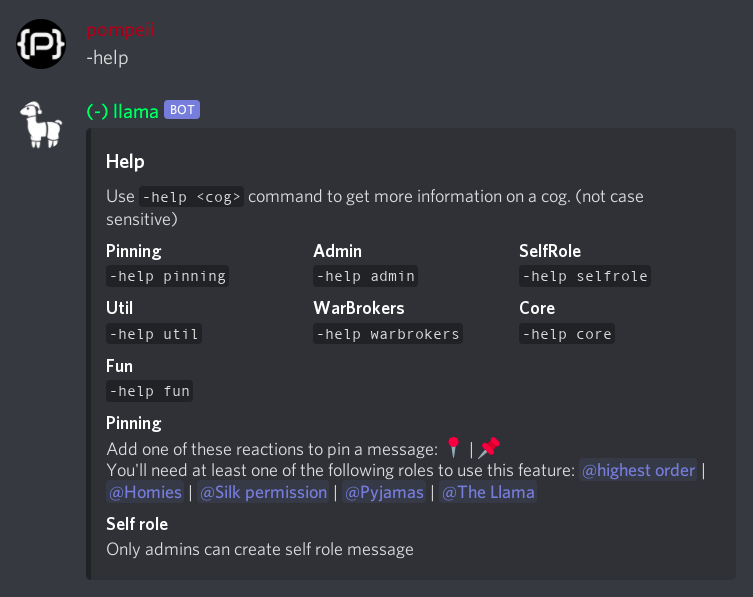 {P}
pompeii
-help
(-) llama BOT
Help
Use -help <cog> command to get more information on a cog. (not case
sensitive)
Pinning Admin SelfRole
-help pinning -help admin -help selfrole
Util WarBrokers Core
-help util -help warbrokers -help core
Fun
-help fun
Pinning
Add one of these reactions to pin a message: 📍 | 📌
You'll need at least one of the following roles to use this feature: @highest order |
@Homies | @Silk permission | @Pyjamas | @The Llama
Self role
Only admins can create self role message